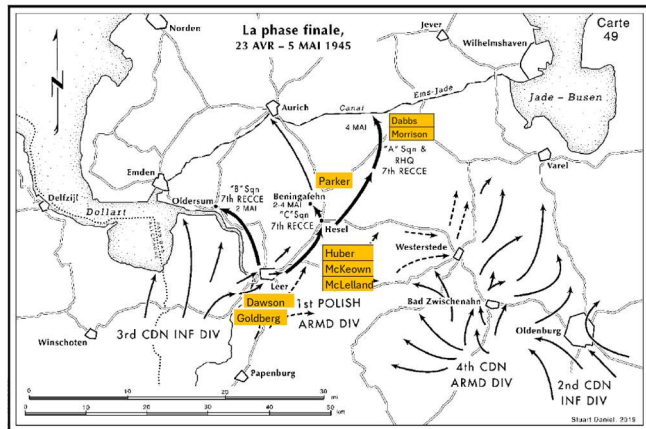 La phase finale,
23 AVR – 5 MAI 1945
Carte
49
Norden
Jever
Wilhelmshaven
Jade - Busen
Ems-Jade
Canal
Aurich
4 MAI
Dabbs
Morrison
"A" Sqn &
RHQ
7th RECCE
Varel
Emden
Delfzijl
Dollart
Oldersum
"B" Sqn
7th RECCE
2 MAI
Parker
Beningafehn
2-4 MAI
"C" Sqn
7th RECCE
Hesel
Huber
McKeown
McLelland
Westerstede
Leer
Dawson
Goldberg
1st POLISH
ARMD DIV
Bad Zwischenahn
Oldenburg
3rd CDN INF DIV
Winschoten
Papenburg
4th CDN
ARMD DIV
2nd CDN
INF DIV
0 10 20 30
mi
0 10 20 30 40 50
Stuart Daniel, 2019